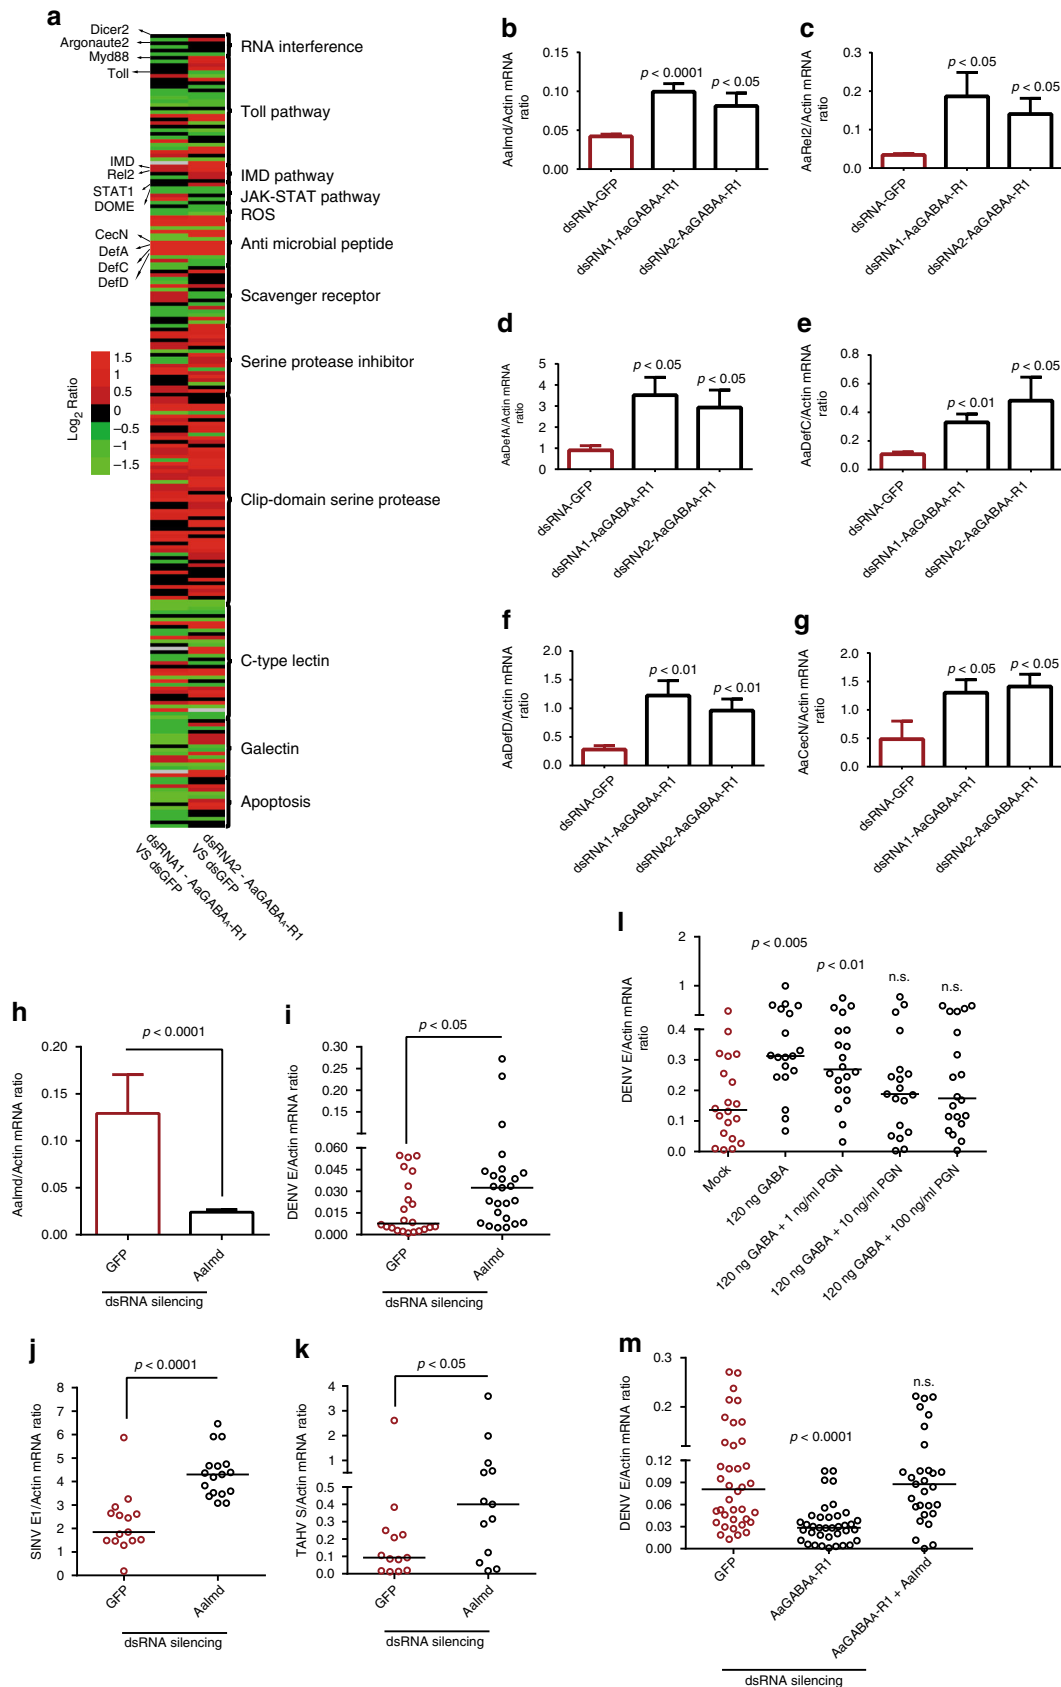 a
Dicer2
Argonaute2
Myd88
Toll
IMD
Rel2
STAT1
DOME
CecN
DefA
DefC
DefD
RNA interference
Toll pathway
IMD pathway
JAK-STAT pathway
ROS
Anti microbial peptide
Scavenger receptor
Serine protease inhibitor
Clip-domain serine protease
C-type lectin
Galectin
Apoptosis
Log2 Ratio
1.5
1
0.5
0
−0.5
−1
−1.5
dsRNA1 - AaGABAA-R1
VS dsGFP
dsRNA2 - AaGABAA-R1
VS dsGFP
b
AaImd/Actin mRNA
ratio
0.15
0.10
0.05
0.00
p < 0.0001
p < 0.05
dsRNA-GFP
dsRNA1-AaGABAA-R1
dsRNA2-AaGABAA-R1
c
AaRel2/Actin mRNA
ratio
0.3
0.2
0.1
0.0
p < 0.05
p < 0.05
dsRNA-GFP
dsRNA1-AaGABAA-R1
dsRNA2-AaGABAA-R1
d
AaDefA/Actin mRNA
ratio
5
4
3
2
1
0
p < 0.05
p < 0.05
dsRNA-GFP
dsRNA1-AaGABAA-R1
dsRNA2-AaGABAA-R1
e
AaDefC/Actin mRNA
ratio
0.8
0.6
0.4
0.2
0.0
p < 0.01
p < 0.05
dsRNA-GFP
dsRNA1-AaGABAA-R1
dsRNA2-AaGABAA-R1
f
AaDefD/Actin mRNA
ratio
2.0
1.5
1.0
0.5
0.0
p < 0.01
p < 0.01
dsRNA-GFP
dsRNA1-AaGABAA-R1
dsRNA2-AaGABAA-R1
g
AaCecN/Actin mRNA
ratio
2.0
1.5
1.0
0.5
0.0
p < 0.05
p < 0.05
dsRNA-GFP
dsRNA1-AaGABAA-R1
dsRNA2-AaGABAA-R1
h
AaImd/Actin mRNA ratio
0.20
0.15
0.10
0.05
0.00
p < 0.0001
GFP
AaImd
dsRNA silencing
i
DENV E/Actin mRNA ratio
0.30
0.25
0.20
0.15
0.060
0.045
0.030
0.015
0.000
p < 0.05
GFP
AaImd
dsRNA silencing
l
DENV E/Actin mRNA
ratio
2
1
0.4
0.3
0.2
0.1
0.0
p < 0.005
p < 0.01
n.s.
n.s.
Mock
120 ng GABA
120 ng GABA + 1 ng/ml PGN
120 ng GABA + 10 ng/ml PGN
120 ng GABA + 100 ng/ml PGN
j
SINV E1/Actin mRNA ratio
8
7
6
5
4
3
2
1
0
p < 0.0001
GFP
AaImd
dsRNA silencing
k
TAHV S/Actin mRNA ratio
4
3
2
1
0.5
0.4
0.3
0.2
0.1
0.0
p < 0.05
GFP
AaImd
dsRNA silencing
m
DENV E/Actin mRNA ratio
0.3
0.2
0.12
0.09
0.06
0.03
0.00
p < 0.0001
n.s.
GFP
AaGABAA-R1
AaGABAA-R1 + AaImd
dsRNA silencing